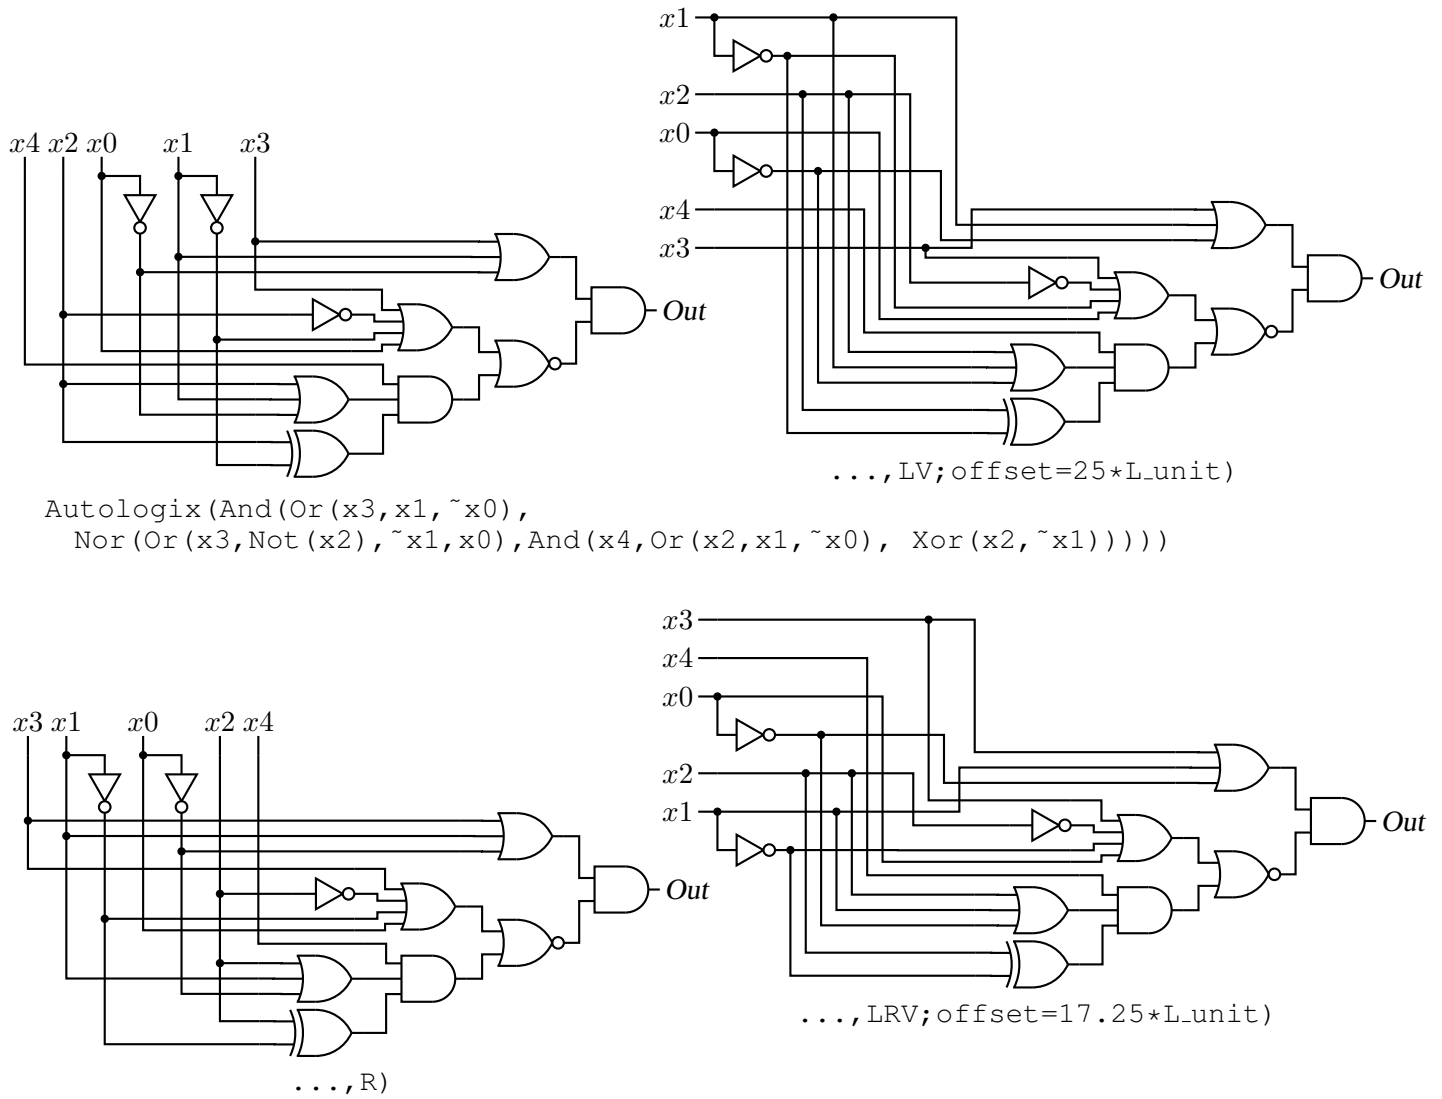 x1
x2
x0
x4
x3
Out
...,LV;offset=25*L_unit)
x4 x2 x0 x1 x3
Out
Autologix(And(Or(x3,x1,~x0),
Nor(Or(x3,Not(x2),~x1,x0),And(x4,Or(x2,x1,~x0), Xor(x2,~x1)))))
x3
x4
x0
x2
x1
Out
...,LRV;offset=17.25*L_unit)
x3 x1 x0 x2 x4
Out
...,R)